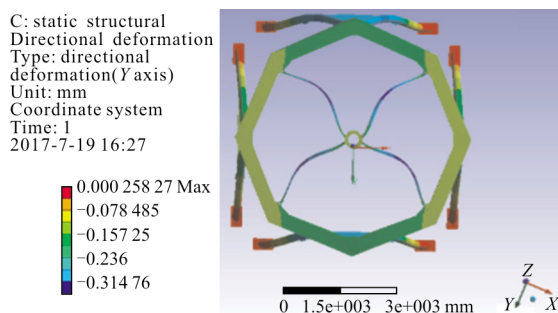 C: static structural
Directional deformation
Type: directional
deformation(Y axis)
Unit: mm
Coordinate system
Time: 1
2017-7-19 16:27
0.000 258 27 Max
−0.078 485
−0.157 25
−0.236
−0.314 76
0 1.5e+003 3e+003 mm
Z
Y X